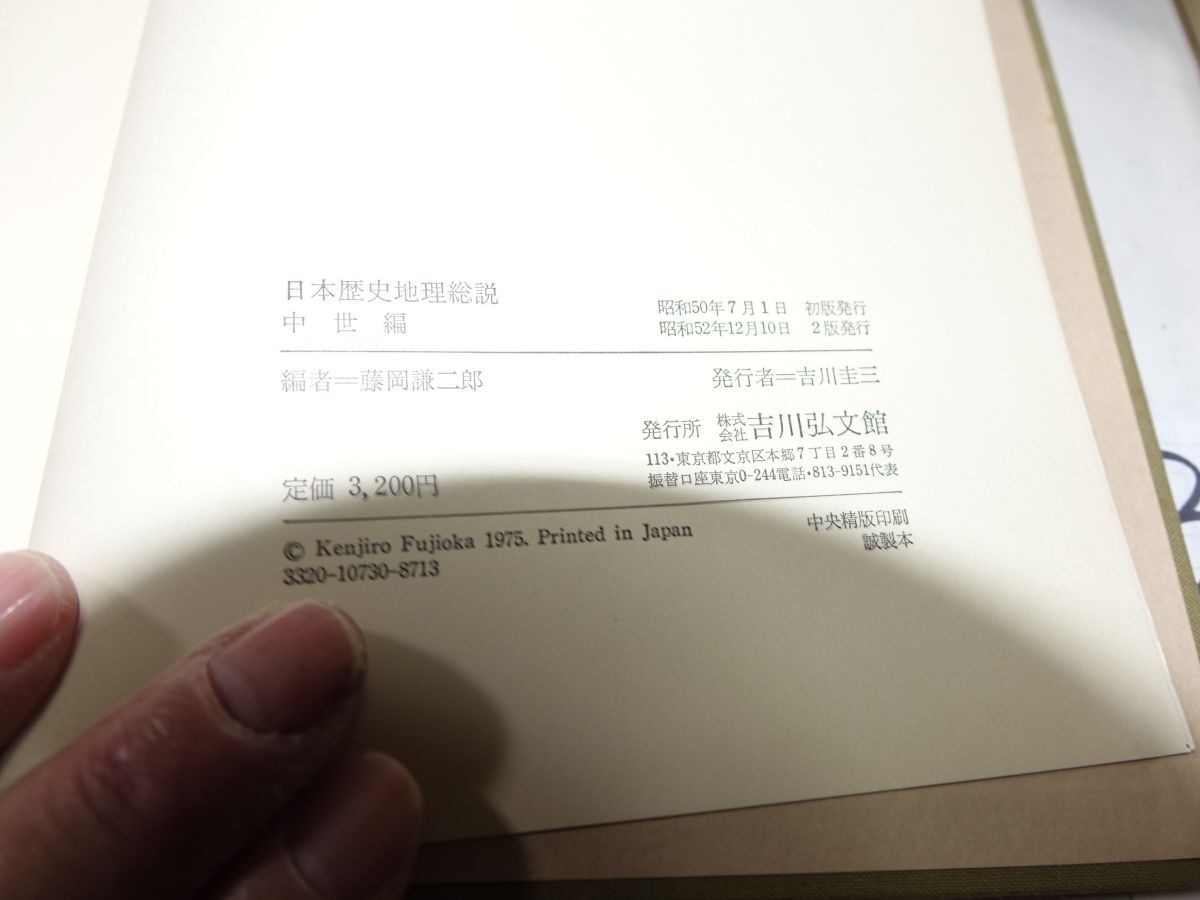 日本歴史地理総説
中世編
昭和50年7月1日 初版発行
昭和52年12月10日 2版発行
編者＝藤岡謙二郎
発行者＝吉川圭三
発行所 株式会社 吉川弘文館
113・東京都文京区本郷7丁目2番8号
振替口座東京0-244電話・813-9151代表
定価 3,200円
© Kenjiro Fujioka 1975. Printed in Japan
3320-10730-8713
中央精版印刷
誠製本